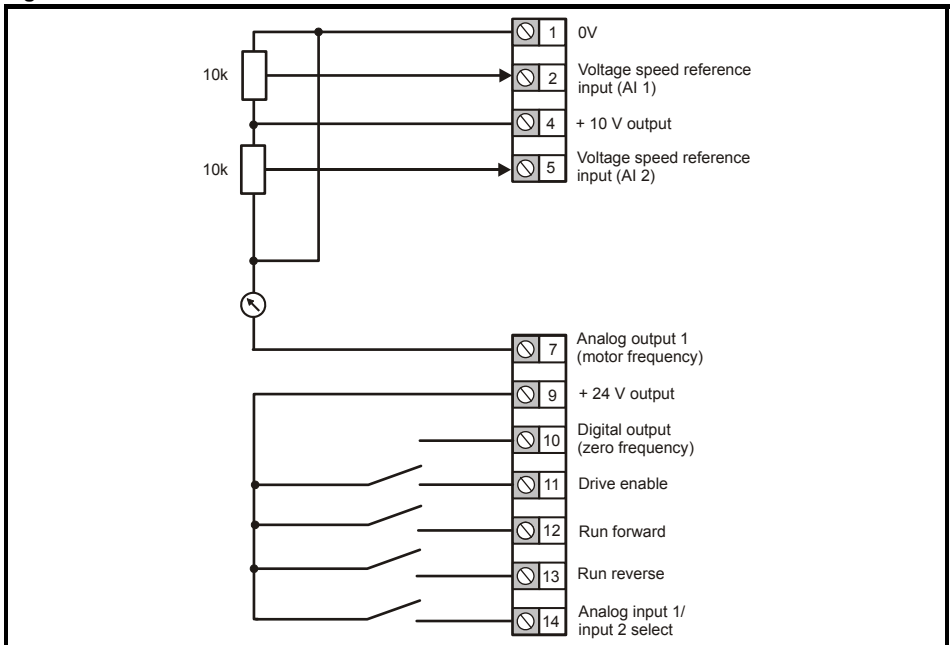 1 0V
10k
2 Voltage speed reference
input (AI 1)
4 + 10 V output
10k
5 Voltage speed reference
input (AI 2)
7 Analog output 1
(motor frequency)
9 + 24 V output
10 Digital output
(zero frequency)
11 Drive enable
12 Run forward
13 Run reverse
14 Analog input 1/
input 2 select